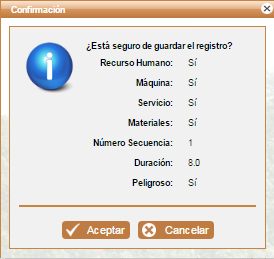 Confirmación
¿Está seguro de guardar el registro?
Recurso Humano: Sí
Máquina: Sí
Servicio: Sí
Materiales: Sí
Número Secuencia: 1
Duración: 8.0
Peligroso: Sí
Aceptar Cancelar